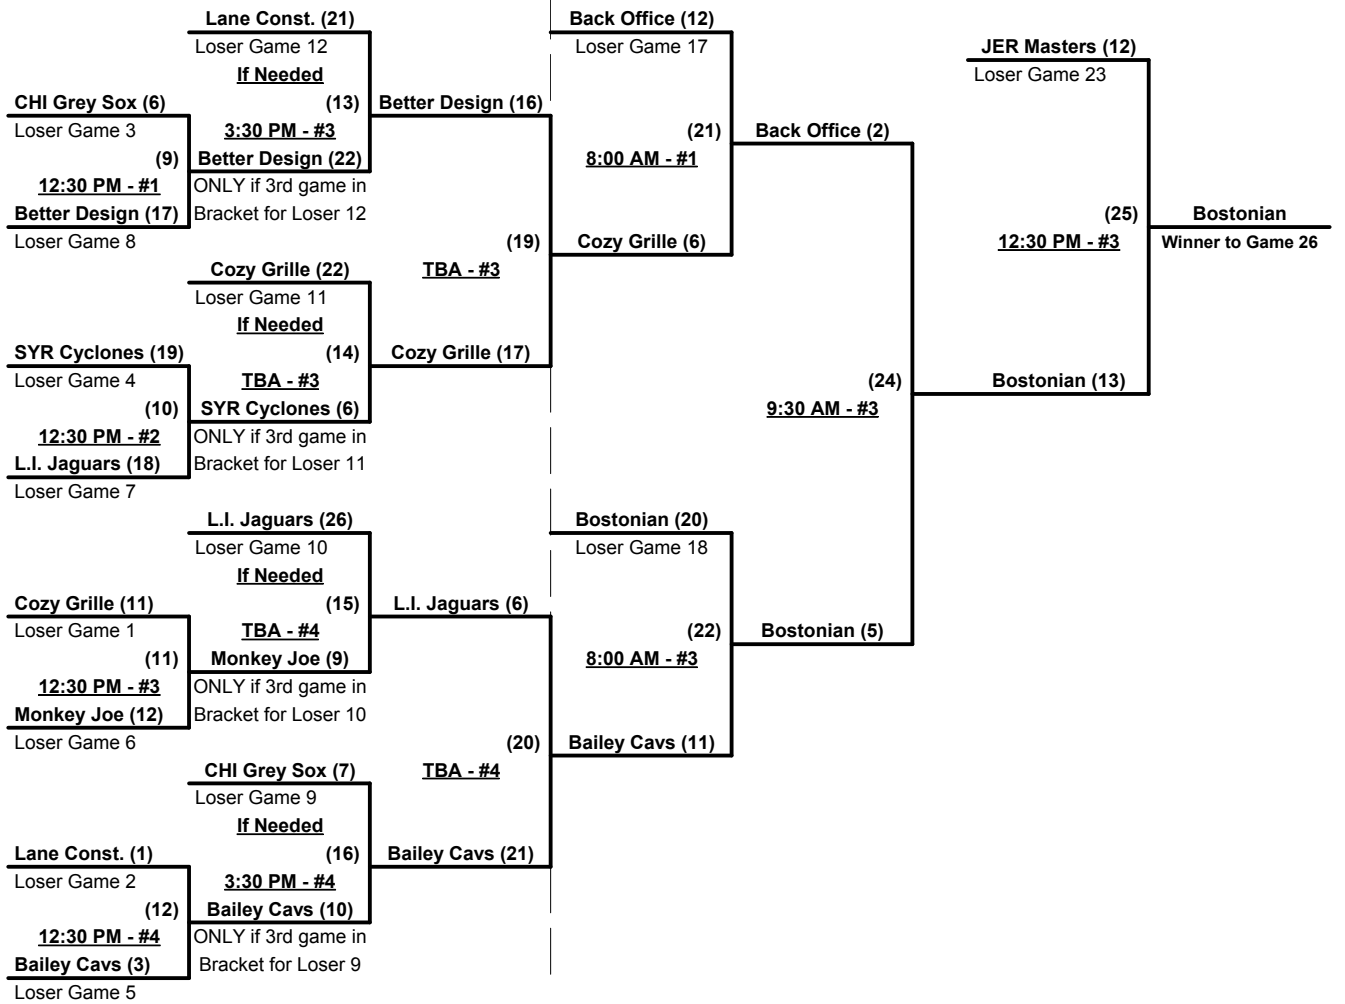 Lane Const. (21)
Loser Game 12
If Needed
CHI Grey Sox (6)
Loser Game 3
(13)
3:30 PM - #3
Better Design (16)
(9)
12:30 PM - #1
Better Design (22)
ONLY if 3rd game in
Bracket for Loser 12
Better Design (17)
Loser Game 8
Cozy Grille (22)
Loser Game 11
If Needed
(19)
TBA - #3
SYR Cyclones (19)
Loser Game 4
(14)
TBA - #3
Cozy Grille (17)
(10)
12:30 PM - #2
SYR Cyclones (6)
ONLY if 3rd game in
Bracket for Loser 11
L.I. Jaguars (18)
Loser Game 7
L.I. Jaguars (26)
Loser Game 10
If Needed
Cozy Grille (11)
Loser Game 1
(15)
TBA - #4
L.I. Jaguars (6)
(11)
12:30 PM - #3
Monkey Joe (9)
ONLY if 3rd game in
Bracket for Loser 10
Monkey Joe (12)
Loser Game 6
CHI Grey Sox (7)
Loser Game 9
If Needed
(20)
TBA - #4
Lane Const. (1)
Loser Game 2
(16)
3:30 PM - #4
Bailey Cavs (21)
(12)
12:30 PM - #4
Bailey Cavs (10)
ONLY if 3rd game in
Bracket for Loser 9
Bailey Cavs (3)
Loser Game 5
Back Office (12)
Loser Game 17
(21)
8:00 AM - #1
Back Office (2)
Cozy Grille (6)
(24)
9:30 AM - #3
Bostonian (20)
Loser Game 18
(22)
8:00 AM - #3
Bostonian (5)
Bailey Cavs (11)
JER Masters (12)
Loser Game 23
(25)
12:30 PM - #3
Bostonian
Winner to Game 26
Bostonian (13)